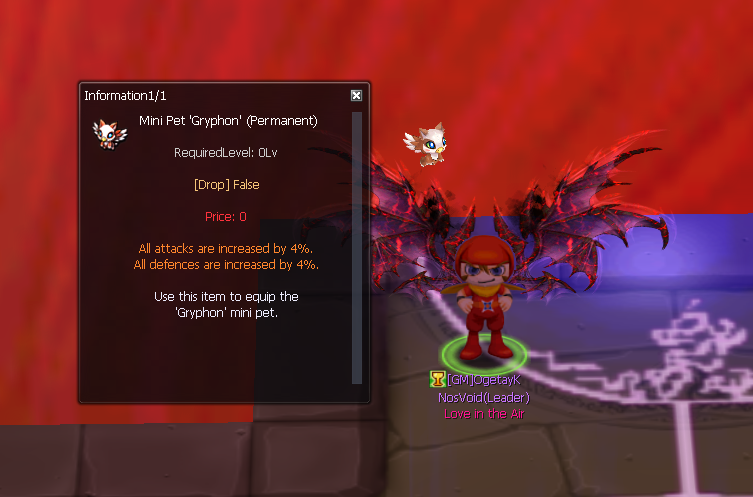 Information1/1
Mini Pet 'Gryphon' (Permanent)
RequiredLevel: 0Lv
[Drop] False
Price: 0
All attacks are increased by 4%.
All defences are increased by 4%.
Use this item to equip the
'Gryphon' mini pet.
[GM]OgetayK
NosVoid(Leader)
Love in the Air